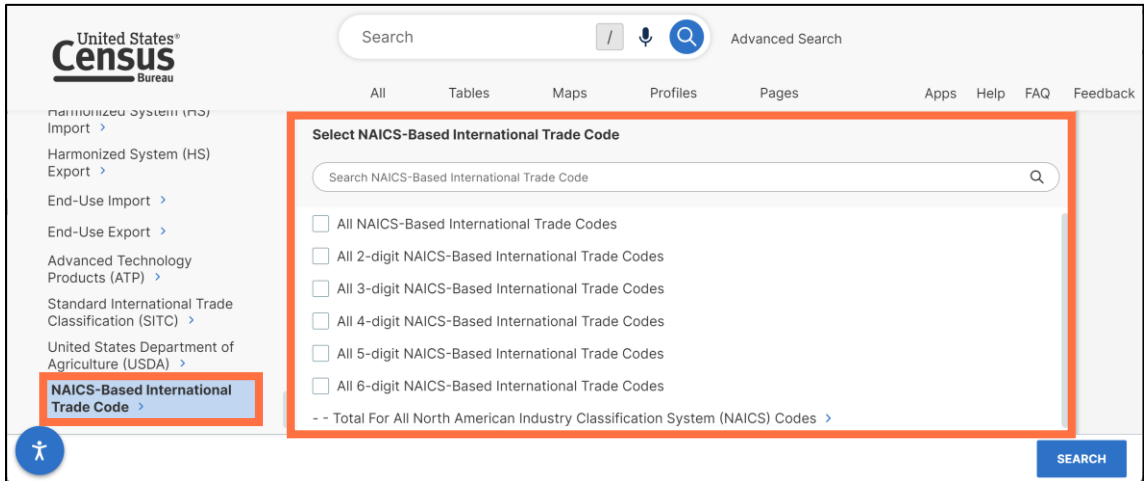 United States®
Census
Bureau
Search
/
Advanced Search
All Tables Maps Profiles Pages Apps Help FAQ Feedback
Harmonized System (HS)
Import >
Harmonized System (HS)
Export >
End-Use Import >
End-Use Export >
Advanced Technology
Products (ATP) >
Standard International Trade
Classification (SITC) >
United States Department of
Agriculture (USDA) >
NAICS-Based International
Trade Code >
Select NAICS-Based International Trade Code
Search NAICS-Based International Trade Code
All NAICS-Based International Trade Codes
All 2-digit NAICS-Based International Trade Codes
All 3-digit NAICS-Based International Trade Codes
All 4-digit NAICS-Based International Trade Codes
All 5-digit NAICS-Based International Trade Codes
All 6-digit NAICS-Based International Trade Codes
- - Total For All North American Industry Classification System (NAICS) Codes >
SEARCH